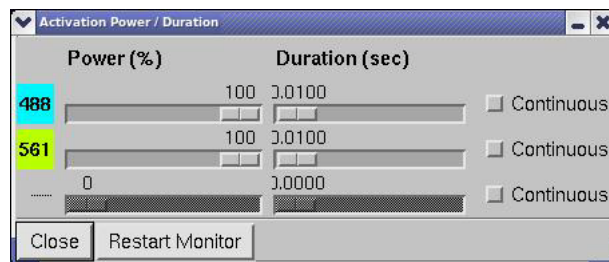 Activation Power / Duration
Power (%) Duration (sec)
488 100 0.0100 Continuous
561 100 0.0100 Continuous
........ 0 0.0000 Continuous
Close Restart Monitor